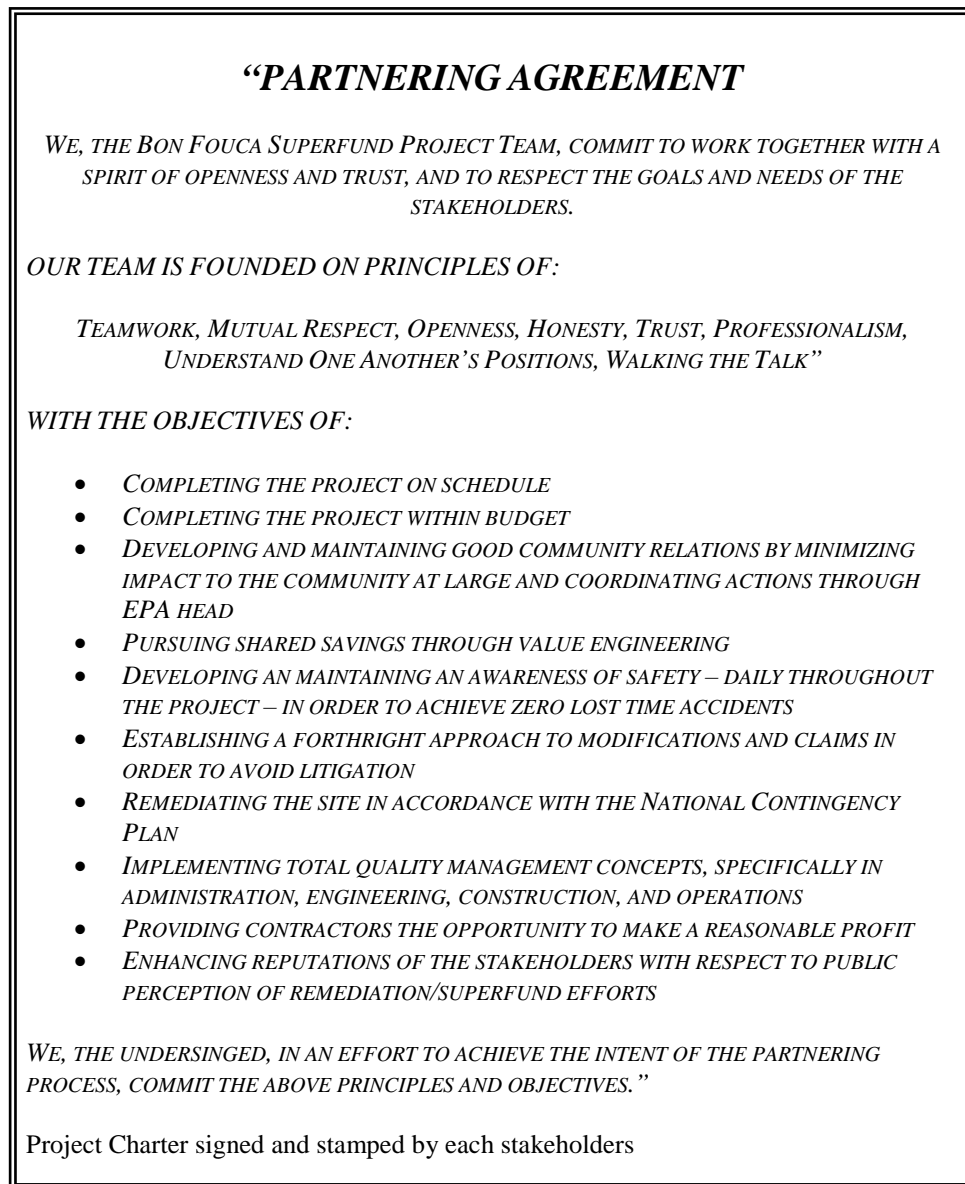 “PARTNERING AGREEMENT
WE, THE BON FOUCA SUPERFUND PROJECT TEAM, COMMIT TO WORK TOGETHER WITH A
SPIRIT OF OPENNESS AND TRUST, AND TO RESPECT THE GOALS AND NEEDS OF THE
STAKEHOLDERS.
OUR TEAM IS FOUNDED ON PRINCIPLES OF:
TEAMWORK, MUTUAL RESPECT, OPENNESS, HONESTY, TRUST, PROFESSIONALISM,
UNDERSTAND ONE ANOTHER’S POSITIONS, WALKING THE TALK”
WITH THE OBJECTIVES OF:
• COMPLETING THE PROJECT ON SCHEDULE
• COMPLETING THE PROJECT WITHIN BUDGET
• DEVELOPING AND MAINTAINING GOOD COMMUNITY RELATIONS BY MINIMIZING
IMPACT TO THE COMMUNITY AT LARGE AND COORDINATING ACTIONS THROUGH
EPA HEAD
• PURSUING SHARED SAVINGS THROUGH VALUE ENGINEERING
• DEVELOPING AN MAINTAINING AN AWARENESS OF SAFETY – DAILY THROUGHOUT
THE PROJECT – IN ORDER TO ACHIEVE ZERO LOST TIME ACCIDENTS
• ESTABLISHING A FORTHRIGHT APPROACH TO MODIFICATIONS AND CLAIMS IN
ORDER TO AVOID LITIGATION
• REMEDIATING THE SITE IN ACCORDANCE WITH THE NATIONAL CONTINGENCY
PLAN
• IMPLEMENTING TOTAL QUALITY MANAGEMENT CONCEPTS, SPECIFICALLY IN
ADMINISTRATION, ENGINEERING, CONSTRUCTION, AND OPERATIONS
• PROVIDING CONTRACTORS THE OPPORTUNITY TO MAKE A REASONABLE PROFIT
• ENHANCING REPUTATIONS OF THE STAKEHOLDERS WITH RESPECT TO PUBLIC
PERCEPTION OF REMEDIATION/SUPERFUND EFFORTS
WE, THE UNDERSINGED, IN AN EFFORT TO ACHIEVE THE INTENT OF THE PARTNERING
PROCESS, COMMIT THE ABOVE PRINCIPLES AND OBJECTIVES.”
Project Charter signed and stamped by each stakeholders